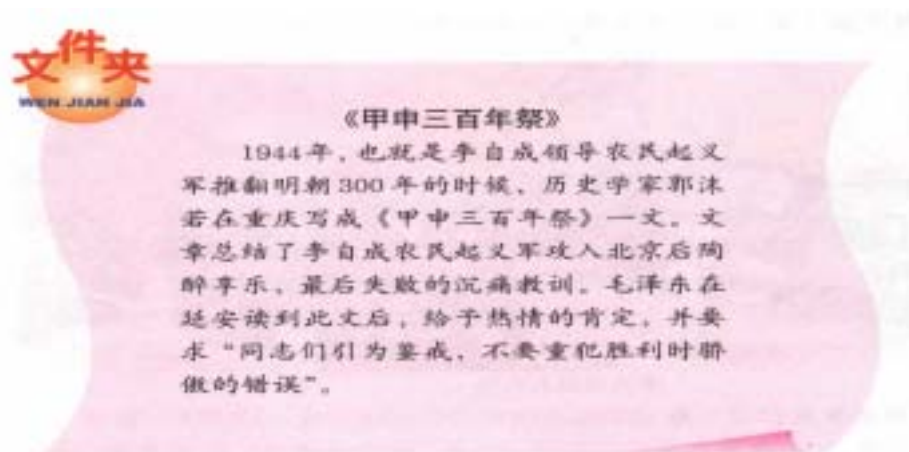 文件夹
WEN JIAN JIA
《甲申三百年祭》
1944年，也就是李自成领导农民起义
军推翻明朝300年的时候，历史学家郭沫
若在重庆写成《甲申三百年祭》一文。文
章总结了李自成农民起义军攻入北京后陶
醉享乐、最后失败的沉痛教训。毛泽东在
延安读到此文后，给予热情的肯定，并要
求“同志们引为鉴戒，不要重犯胜利时骄
傲的错误”。